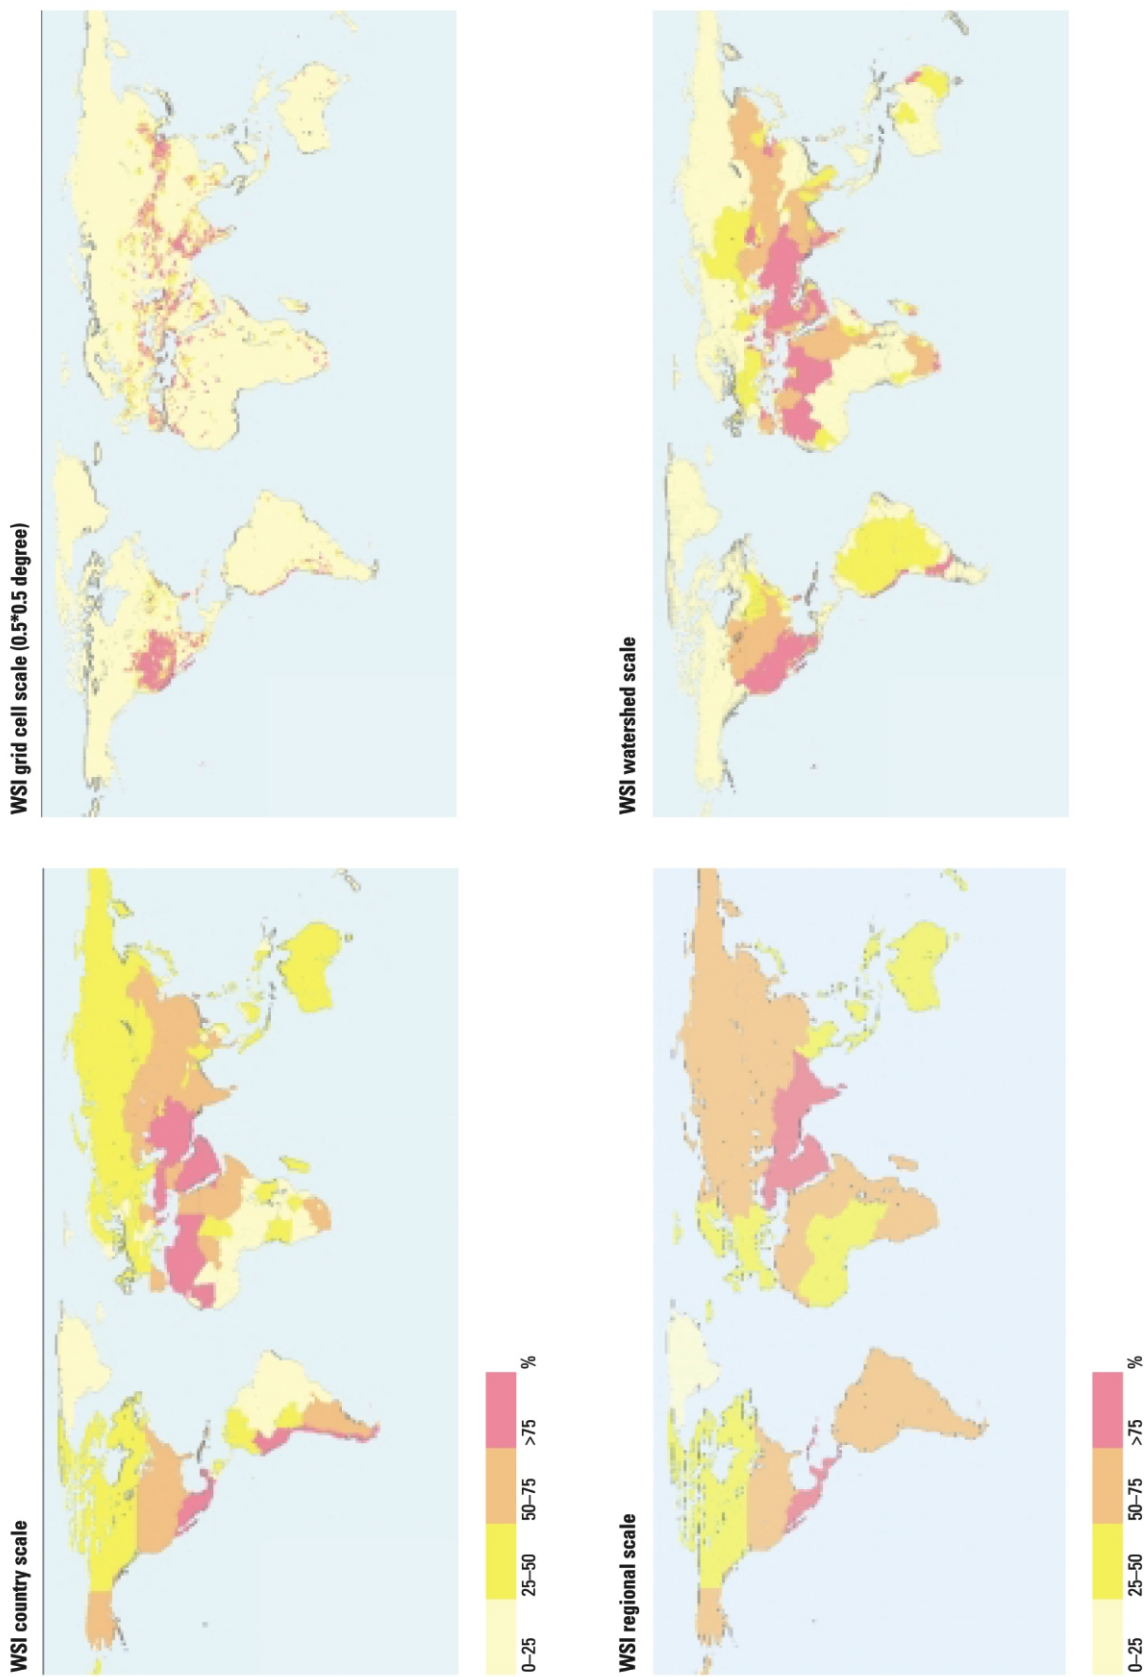 WSI country scale
WSI grid cell scale (0.5*0.5 degree)
0–25 25–50 50–75 >75 %
WSI regional scale
WSI watershed scale
0–25 25–50 50–75 >75 %